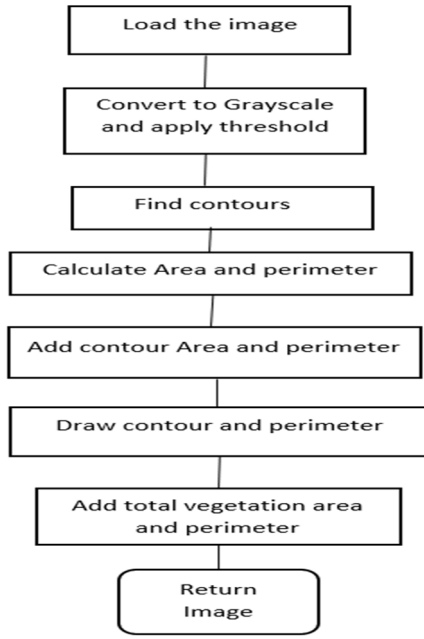 Load the image
Convert to Grayscale
and apply threshold
Find contours
Calculate Area and perimeter
Add contour Area and perimeter
Draw contour and perimeter
Add total vegetation area
and perimeter
Return
Image